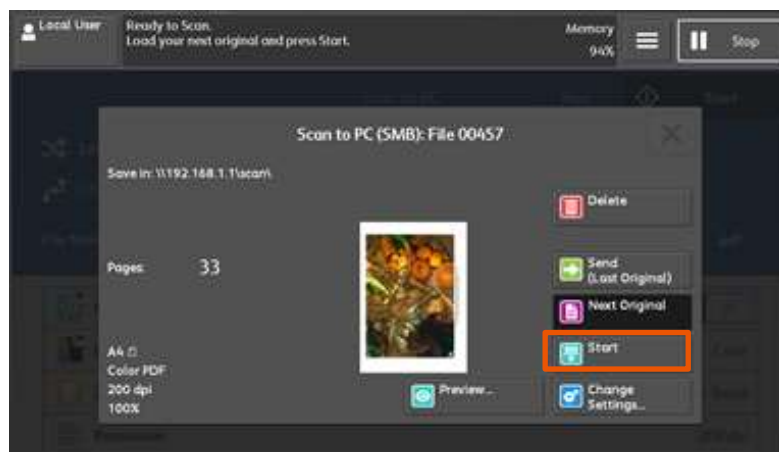 Local User
Ready to Scan.
Load your next original and press Start.
Memory
94%
Stop
Scan to PC (SMB): File 00457
Save in: \\192.168.1.1\scan\
Delete
Pages: 33
Send
(Last Original)
Next Original
Start
A4
Color PDF
200 dpi
100%
Preview...
Change
Settings...